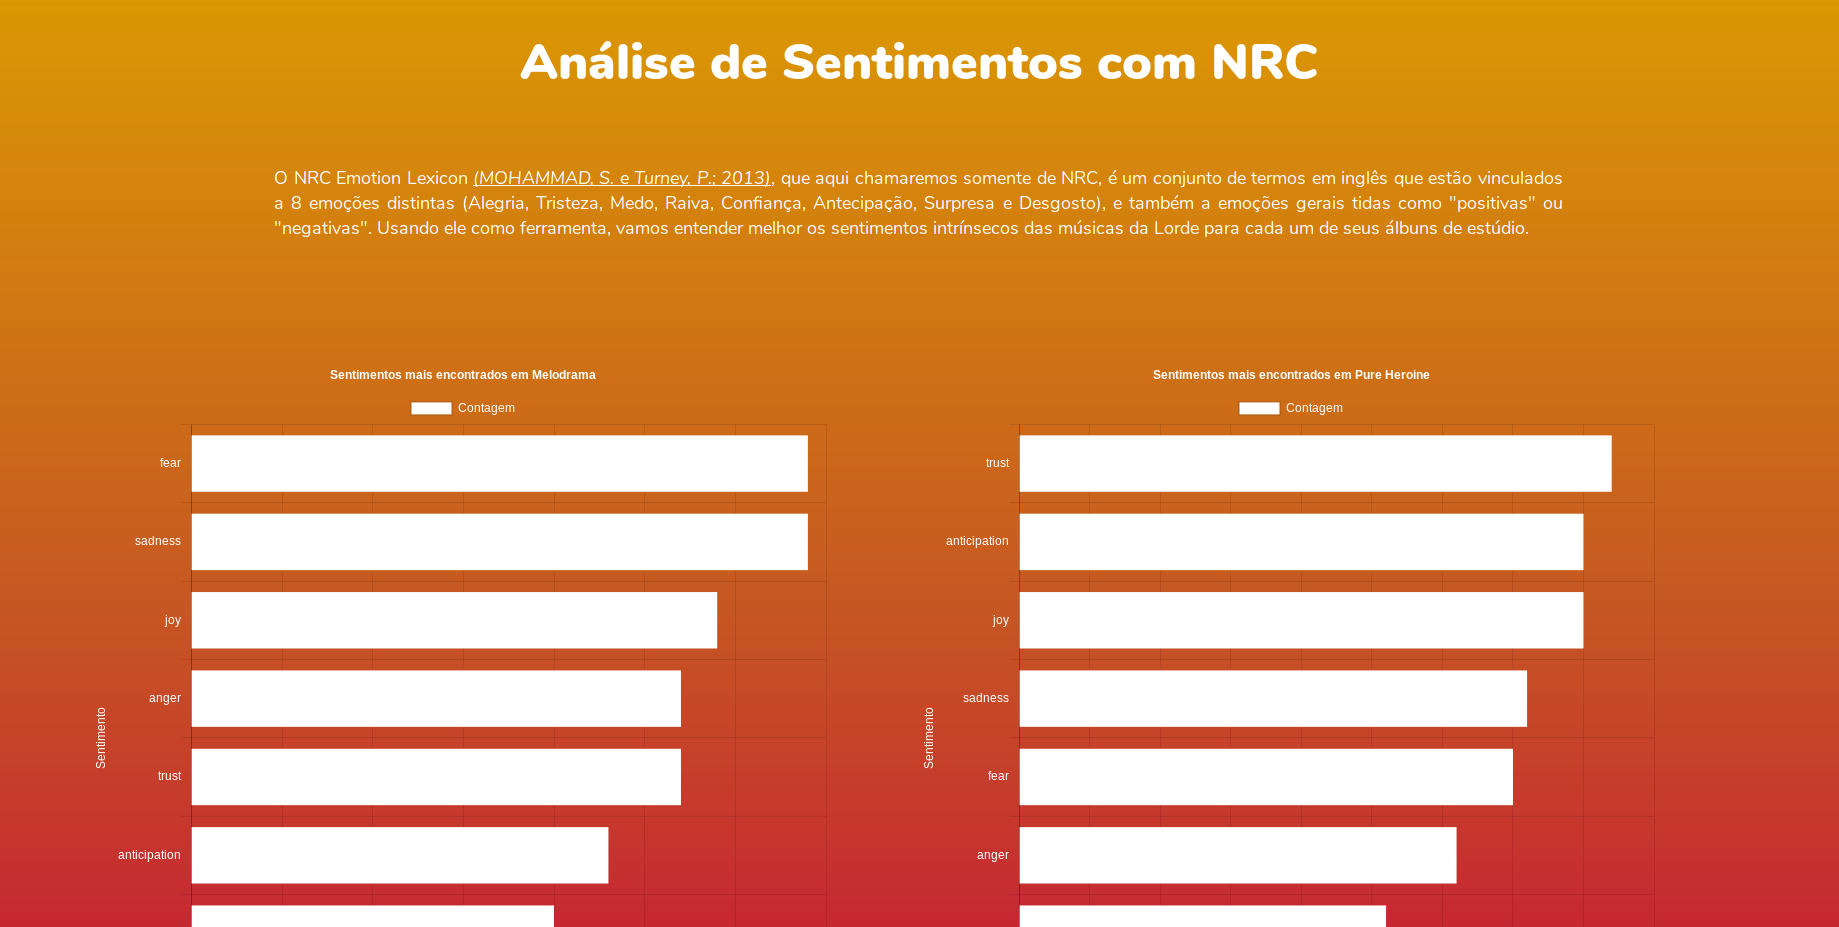 Análise de Sentimentos com NRC
O NRC Emotion Lexicon (MOHAMMAD, S. e Turney, P.; 2013), que aqui chamaremos somente de NRC, é um conjunto de termos em inglês que estão vinculados
a 8 emoções distintas (Alegria, Tristeza, Medo, Raiva, Confiança, Antecipação, Surpresa e Desgosto), e também a emoções gerais tidas como "positivas" ou
"negativas". Usando ele como ferramenta, vamos entender melhor os sentimentos intrínsecos das músicas da Lorde para cada um de seus álbuns de estúdio.
Sentimentos mais encontrados em Melodrama
Contagem
fear
sadness
joy
anger
trust
anticipation
Sentimento
Sentimentos mais encontrados em Pure Heroine
Contagem
trust
anticipation
joy
sadness
fear
anger
Sentimento